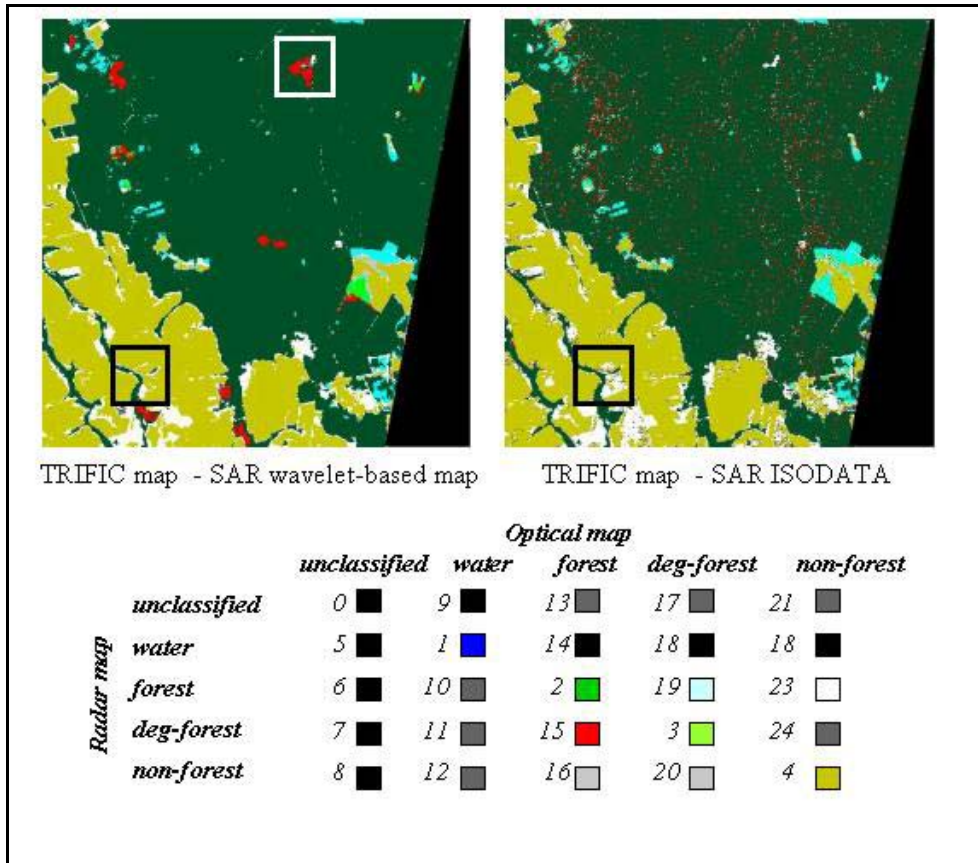 TRIFIC map - SAR wavelet-based map
TRIFIC map - SAR ISODATA
Optical map
unclassified water forest deg-forest non-forest
Radar map
unclassified 0 9 13 17 21
water 5 1 14 18 18
forest 6 10 2 19 23
deg-forest 7 11 15 3 24
non-forest 8 12 16 20 4